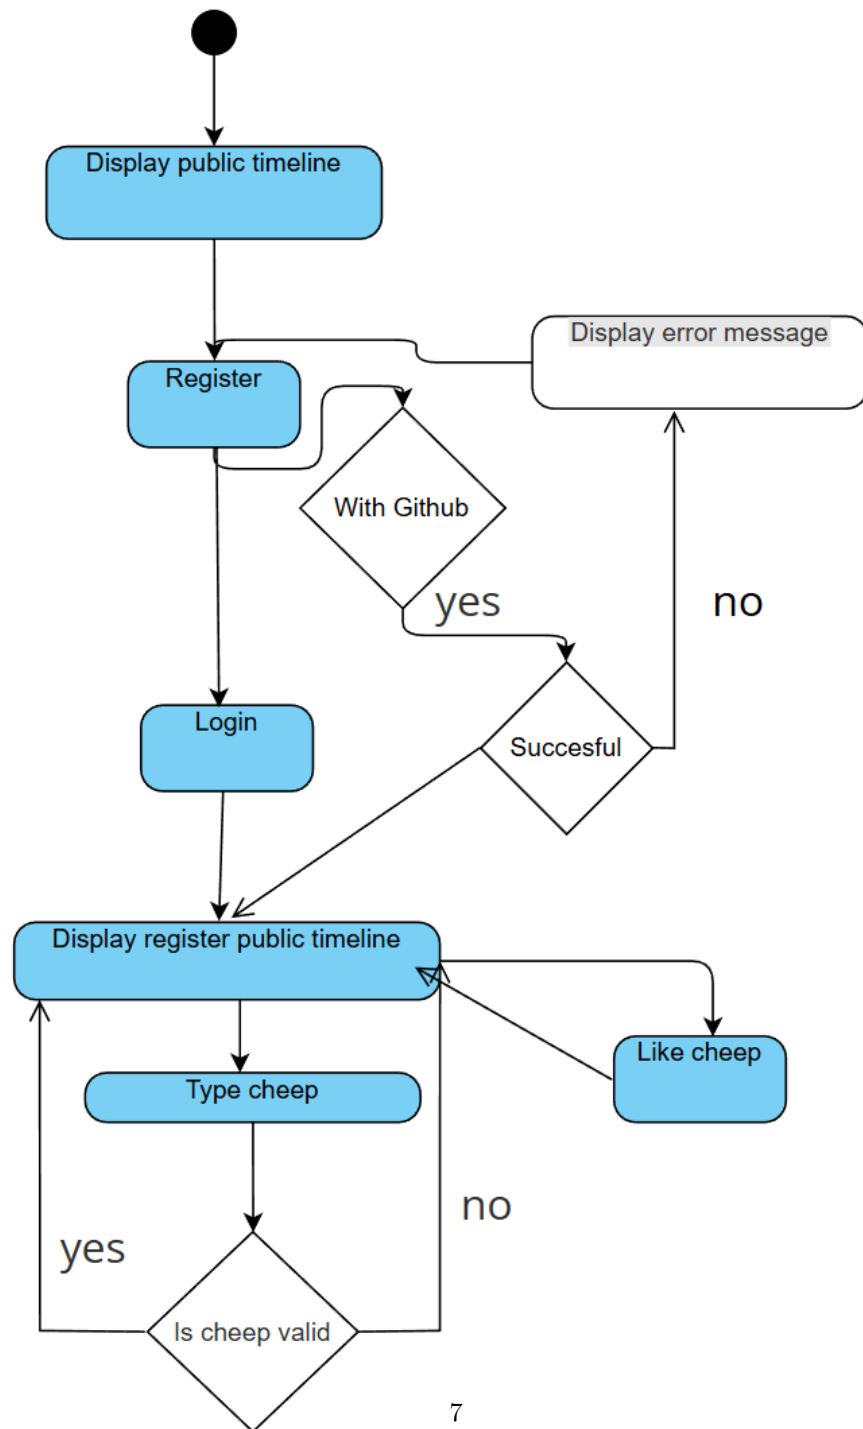 Display public timeline
Display error message
Register
With Github
yes
no
Login
Succesful
Display register public timeline
Like cheep
Type cheep
no
yes
Is cheep valid
7